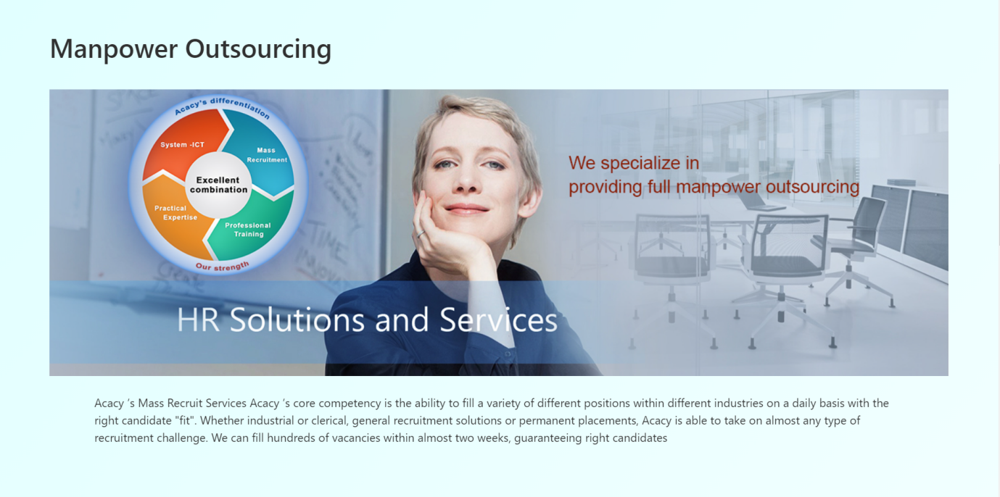 Manpower Outsourcing
Acacy's differentiation
System -ICT
Mass
Recruitment
Excellent
combination
Practical
Expertise
Professional
Training
Our strength
We specialize in
providing full manpower outsourcing
TIME
HR Solutions and Services
Acacy ’s Mass Recruit Services Acacy ’s core competency is the ability to fill a variety of different positions within different industries on a daily basis with the
right candidate "fit". Whether industrial or clerical, general recruitment solutions or permanent placements, Acacy is able to take on almost any type of
recruitment challenge. We can fill hundreds of vacancies within almost two weeks, guaranteeing right candidates